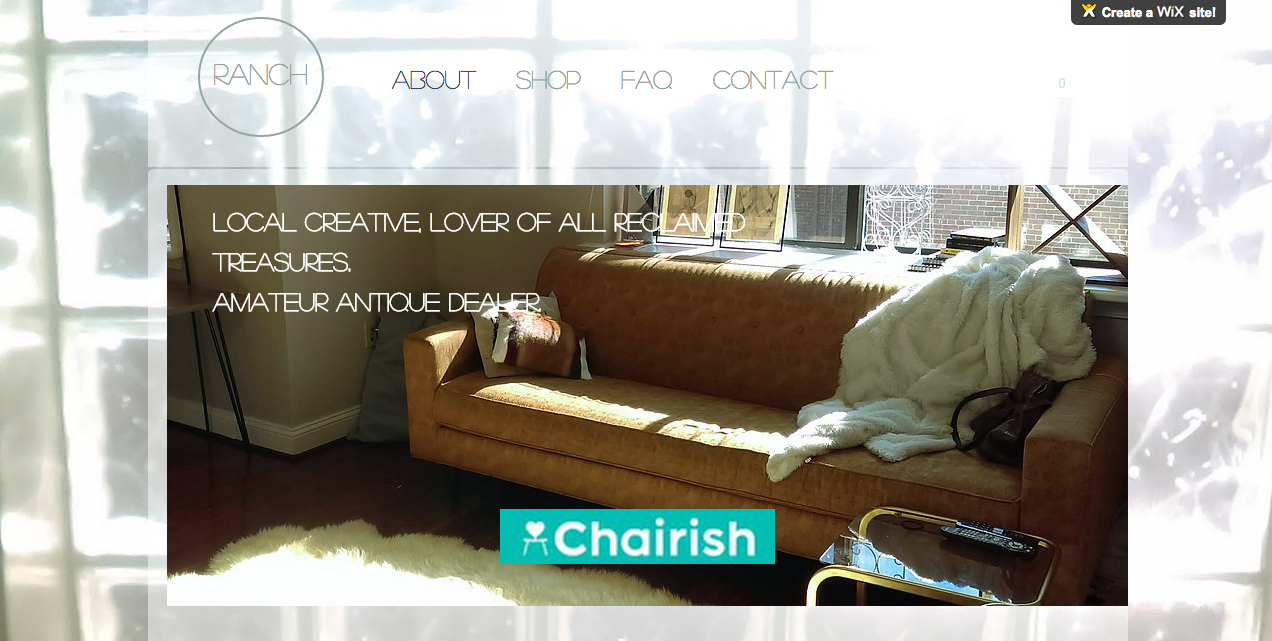 Create a WiX site!
RANCH
ABOUT SHOP FAQ CONTACT
0
LOCAL CREATIVE, LOVER OF ALL RECLAIMED
TREASURES.
AMATEUR ANTIQUE DEALER.
Chairish